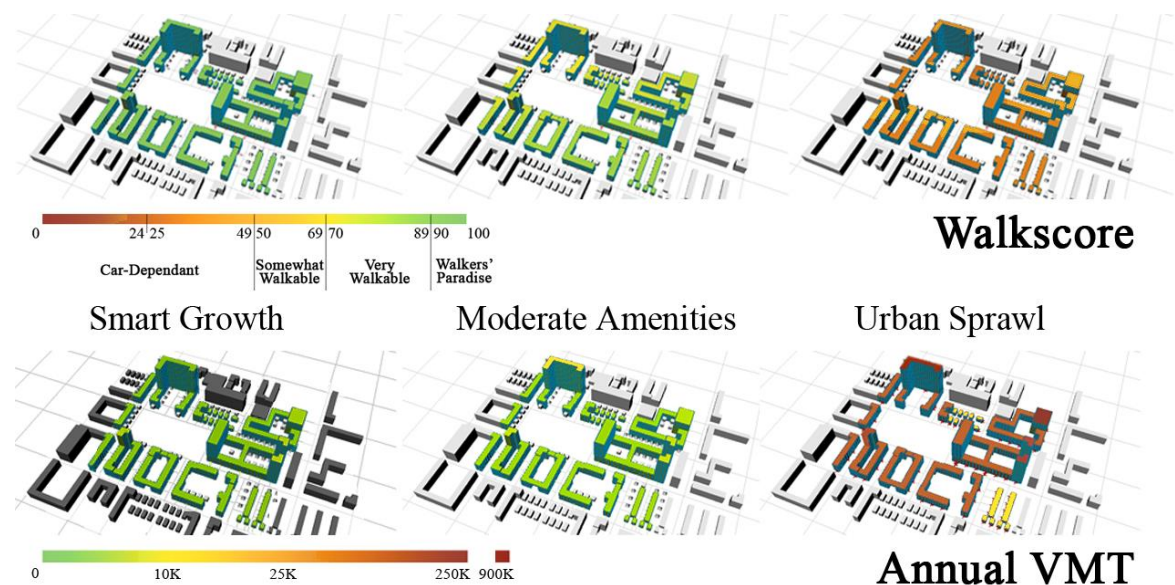 0 24 25 49 50 69 70 89 90 100
Walkscore
Car-Dependant
Somewhat
Walkable
Very
Walkable
Walkers'
Paradise
Smart Growth
Moderate Amenities
Urban Sprawl
0 10K 25K 250K 900K
Annual VMT